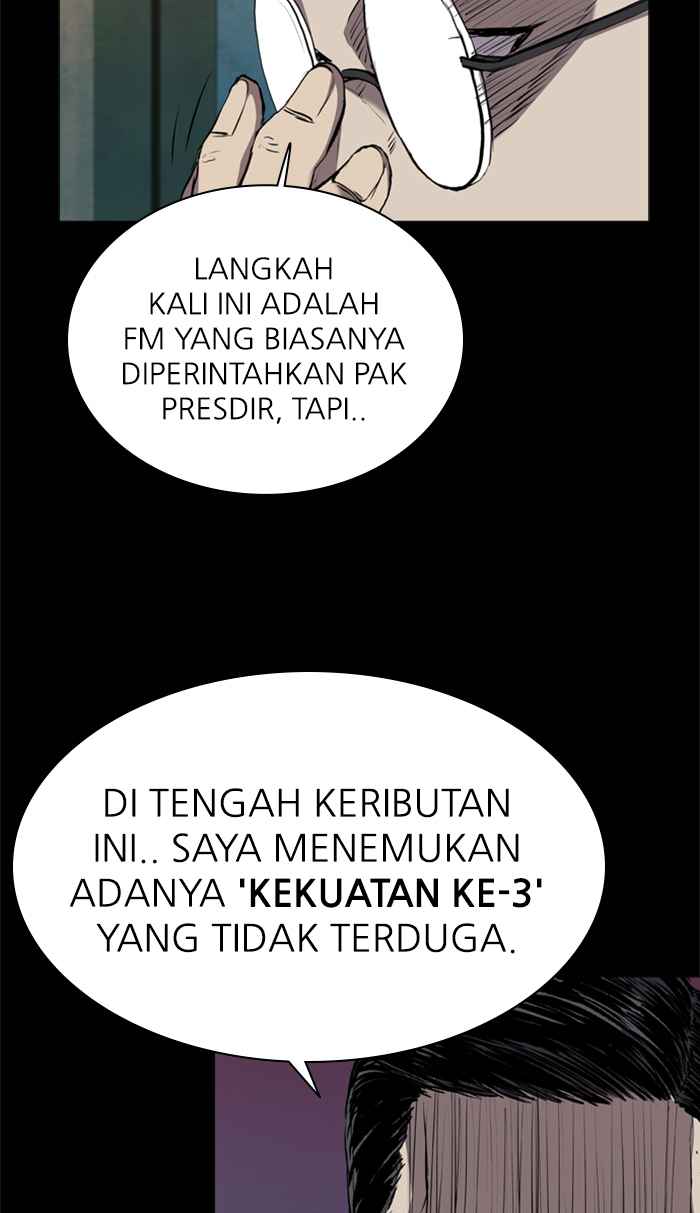 LANGKAH
KALI INI ADALAH
FM YANG BIASANYA
DIPERINTAHKAN PAK
PRESDIR, TAPI..
DI TENGAH KERIBUTAN
INI.. SAYA MENEMUKAN
ADANYA 'KEKUATAN KE-3'
YANG TIDAK TERDUGA.